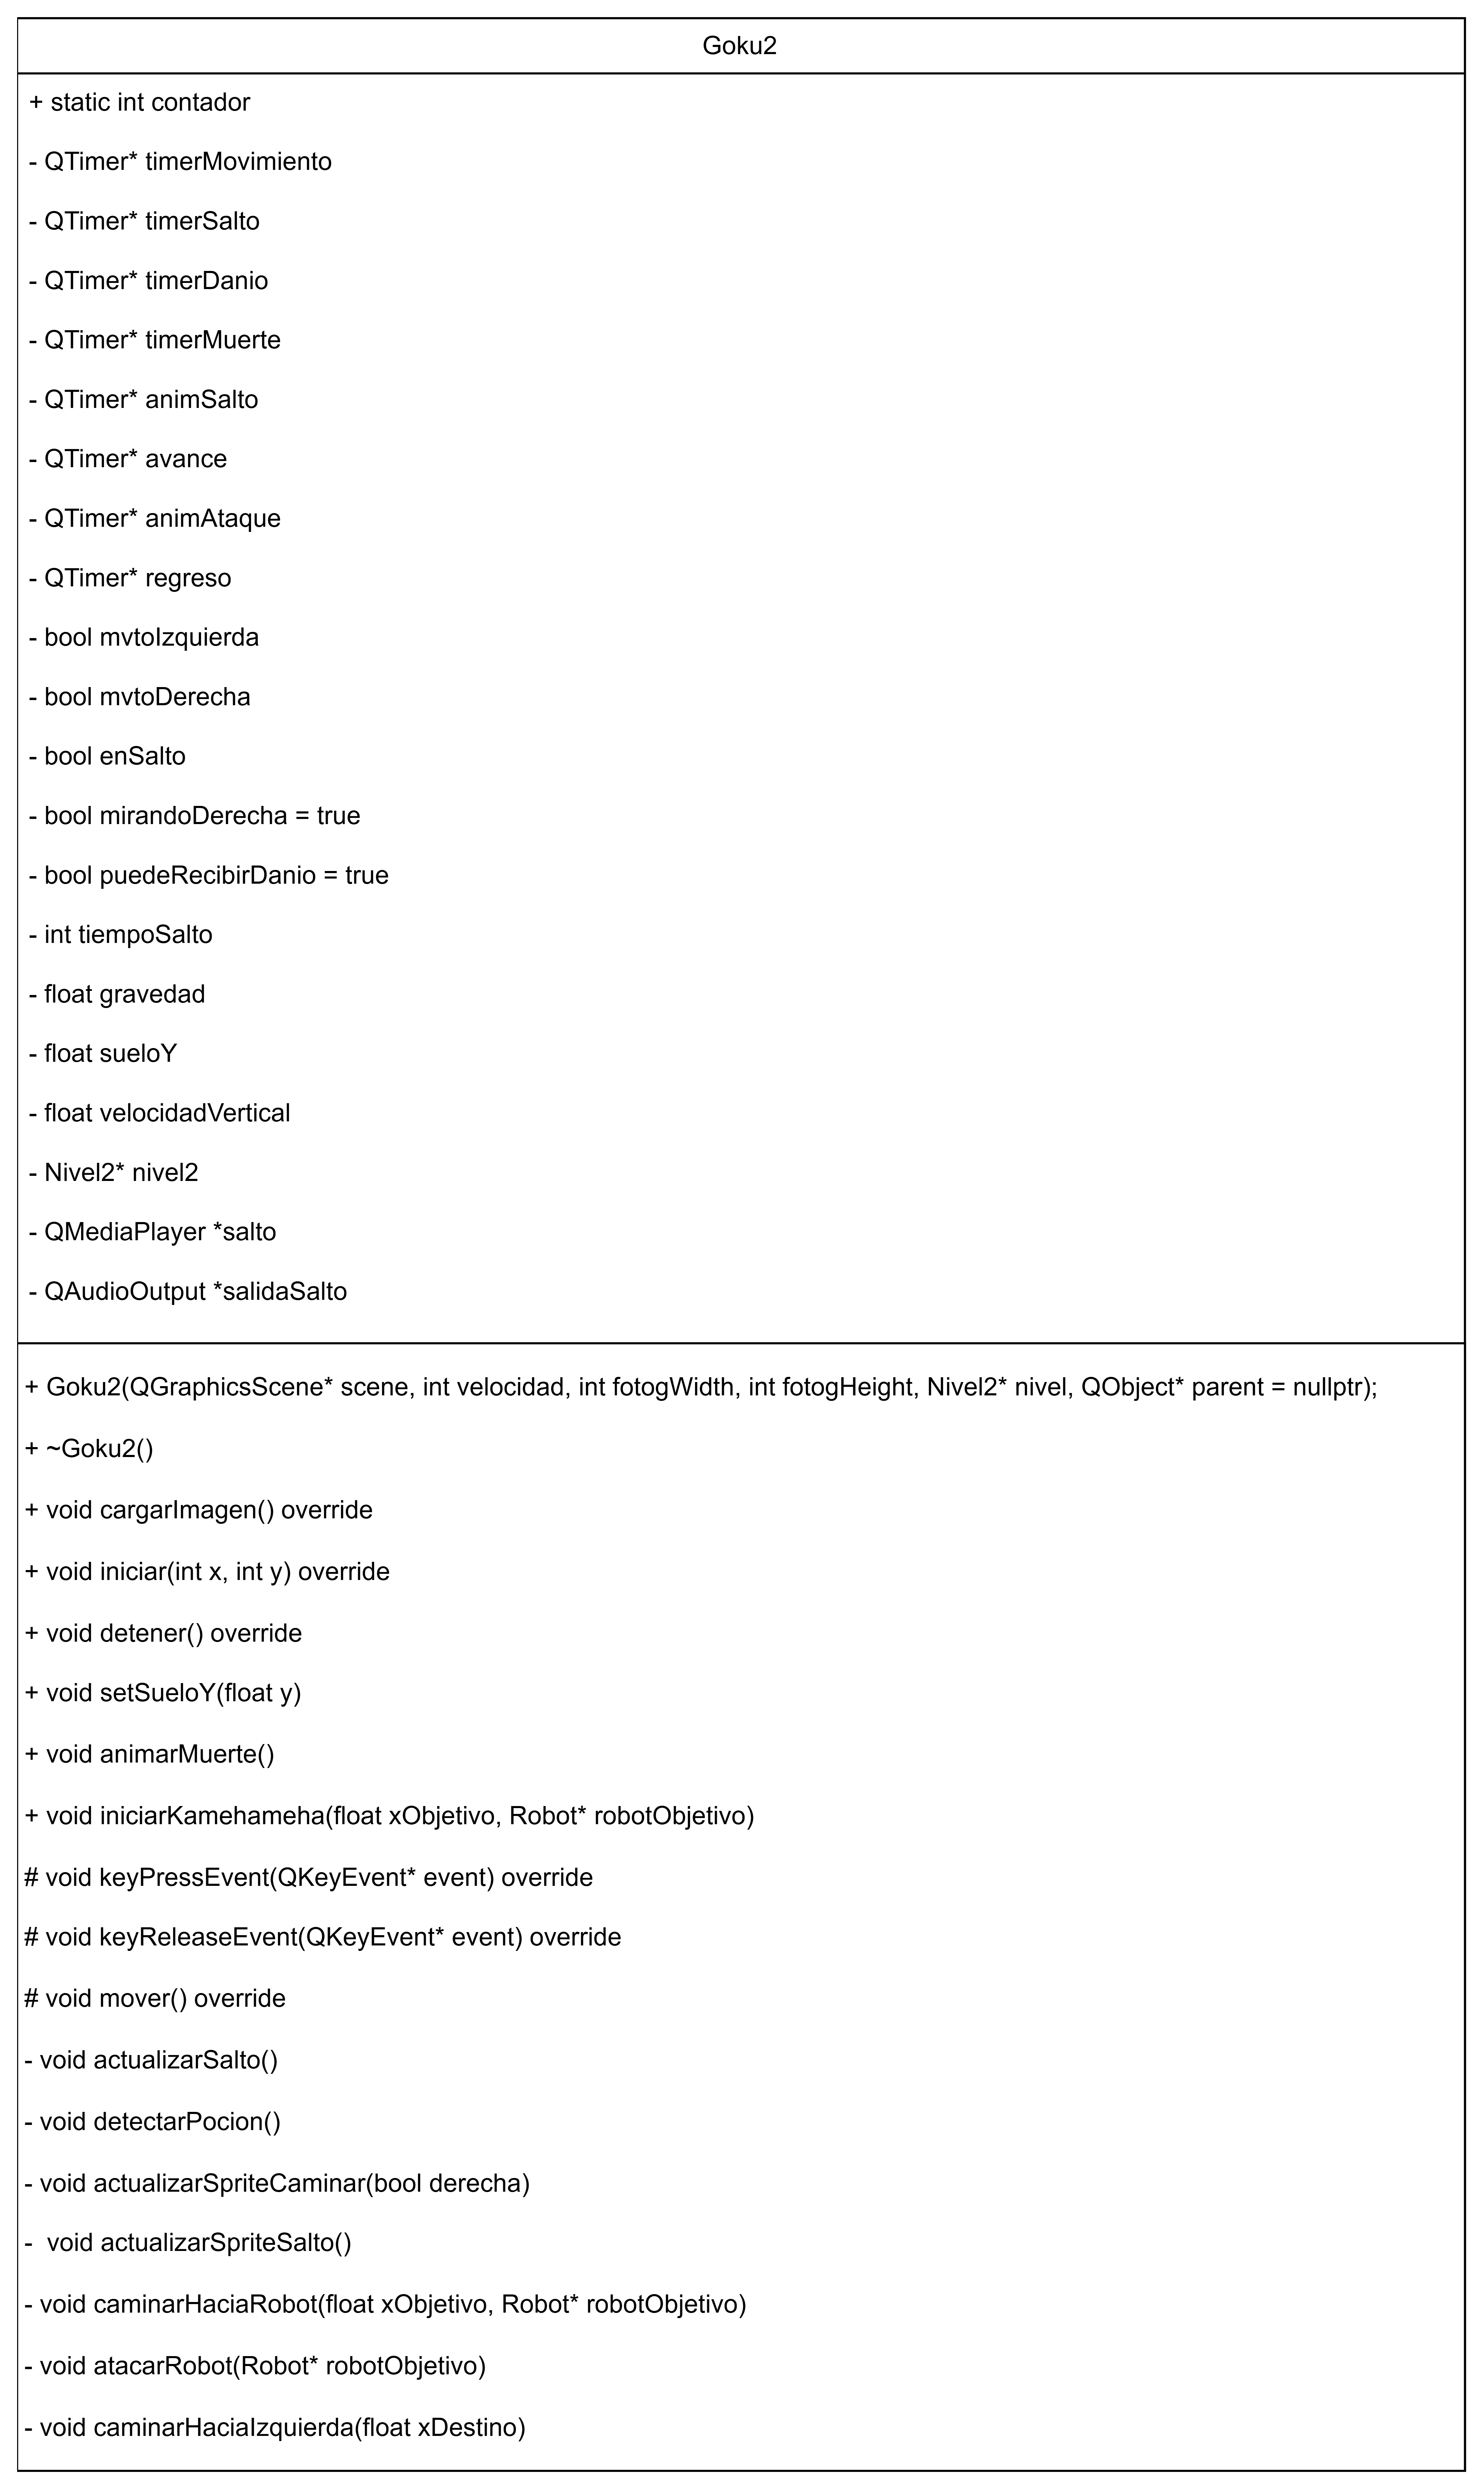 Goku2
+ static int contador
- QTimer* timerMovimiento
- QTimer* timerSalto
- QTimer* timerDanio
- QTimer* timerMuerte
- QTimer* animSalto
- QTimer* avance
- QTimer* animAtaque
- QTimer* regreso
- bool mvtoIzquierda
- bool mvtoDerecha
- bool enSalto
- bool mirandoDerecha = true
- bool puedeRecibirDanio = true
- int tiempoSalto
- float gravedad
- float sueloY
- float velocidadVertical
- Nivel2* nivel2
- QMediaPlayer *salto
- QAudioOutput *salidaSalto
+ Goku2(QGraphicsScene* scene, int velocidad, int fotogWidth, int fotogHeight, Nivel2* nivel, QObject* parent = nullptr);
+ ~Goku2()
+ void cargarImagen() override
+ void iniciar(int x, int y) override
+ void detener() override
+ void setSueloY(float y)
+ void animarMuerte()
+ void iniciarKamehameha(float xObjetivo, Robot* robotObjetivo)
# void keyPressEvent(QKeyEvent* event) override
# void keyReleaseEvent(QKeyEvent* event) override
# void mover() override
- void actualizarSalto()
- void detectarPocion()
- void actualizarSpriteCaminar(bool derecha)
-  void actualizarSpriteSalto()
- void caminarHaciaRobot(float xObjetivo, Robot* robotObjetivo)
- void atacarRobot(Robot* robotObjetivo)
- void caminarHaciaIzquierda(float xDestino)